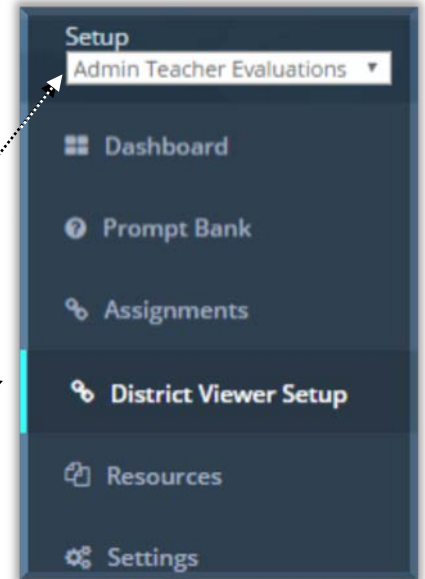 Setup
Admin Teacher Evaluations
Dashboard
Prompt Bank
Assignments
District Viewer Setup
Resources
Settings